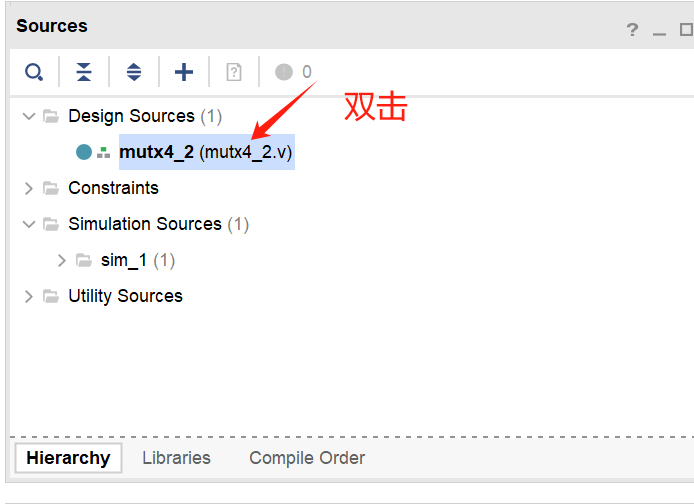 Sources
? _
0
双击
Design Sources (1)
mutx4_2 (mutx4_2.v)
Constraints
Simulation Sources (1)
sim_1 (1)
Utility Sources
Hierarchy Libraries Compile Order